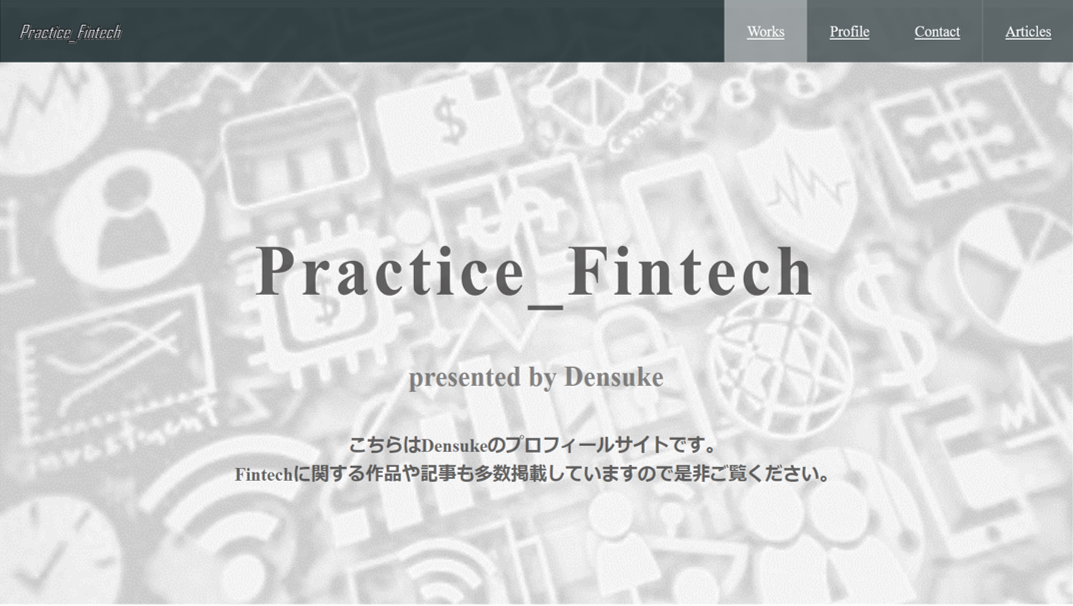 Practice_Fintech
Works Profile Contact Articles
Connect
Practice_Fintech
presented by Densuke
investment
こちらはDensukeのプロフィールサイトです。
Fintechに関する作品や記事も多数掲載していますので是非ご覧ください。